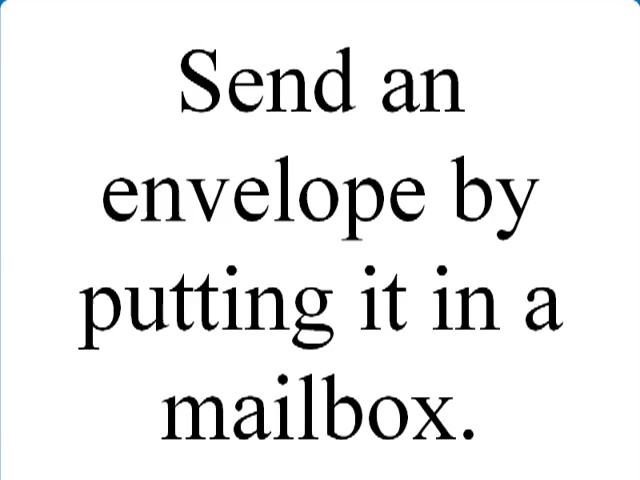 Send an
envelope by
putting it in a
mailbox.